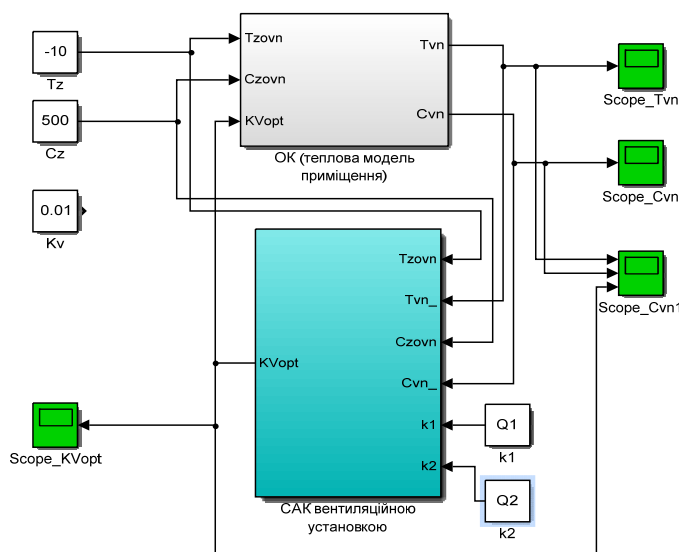 -10
Tz
500
Cz
0.01
Kv
Tzovn
Czovn
KVopt
Tvn
Cvn
ОК (теплова модель
приміщення)
Scope_Tvn
Scope_Cvn
Scope_Cvn1
Tzovn
Tvn_
Czovn
Cvn_
k1
k2
KVopt
САК вентиляційною
установкою
Q1
k1
Q2
k2
Scope_KVopt